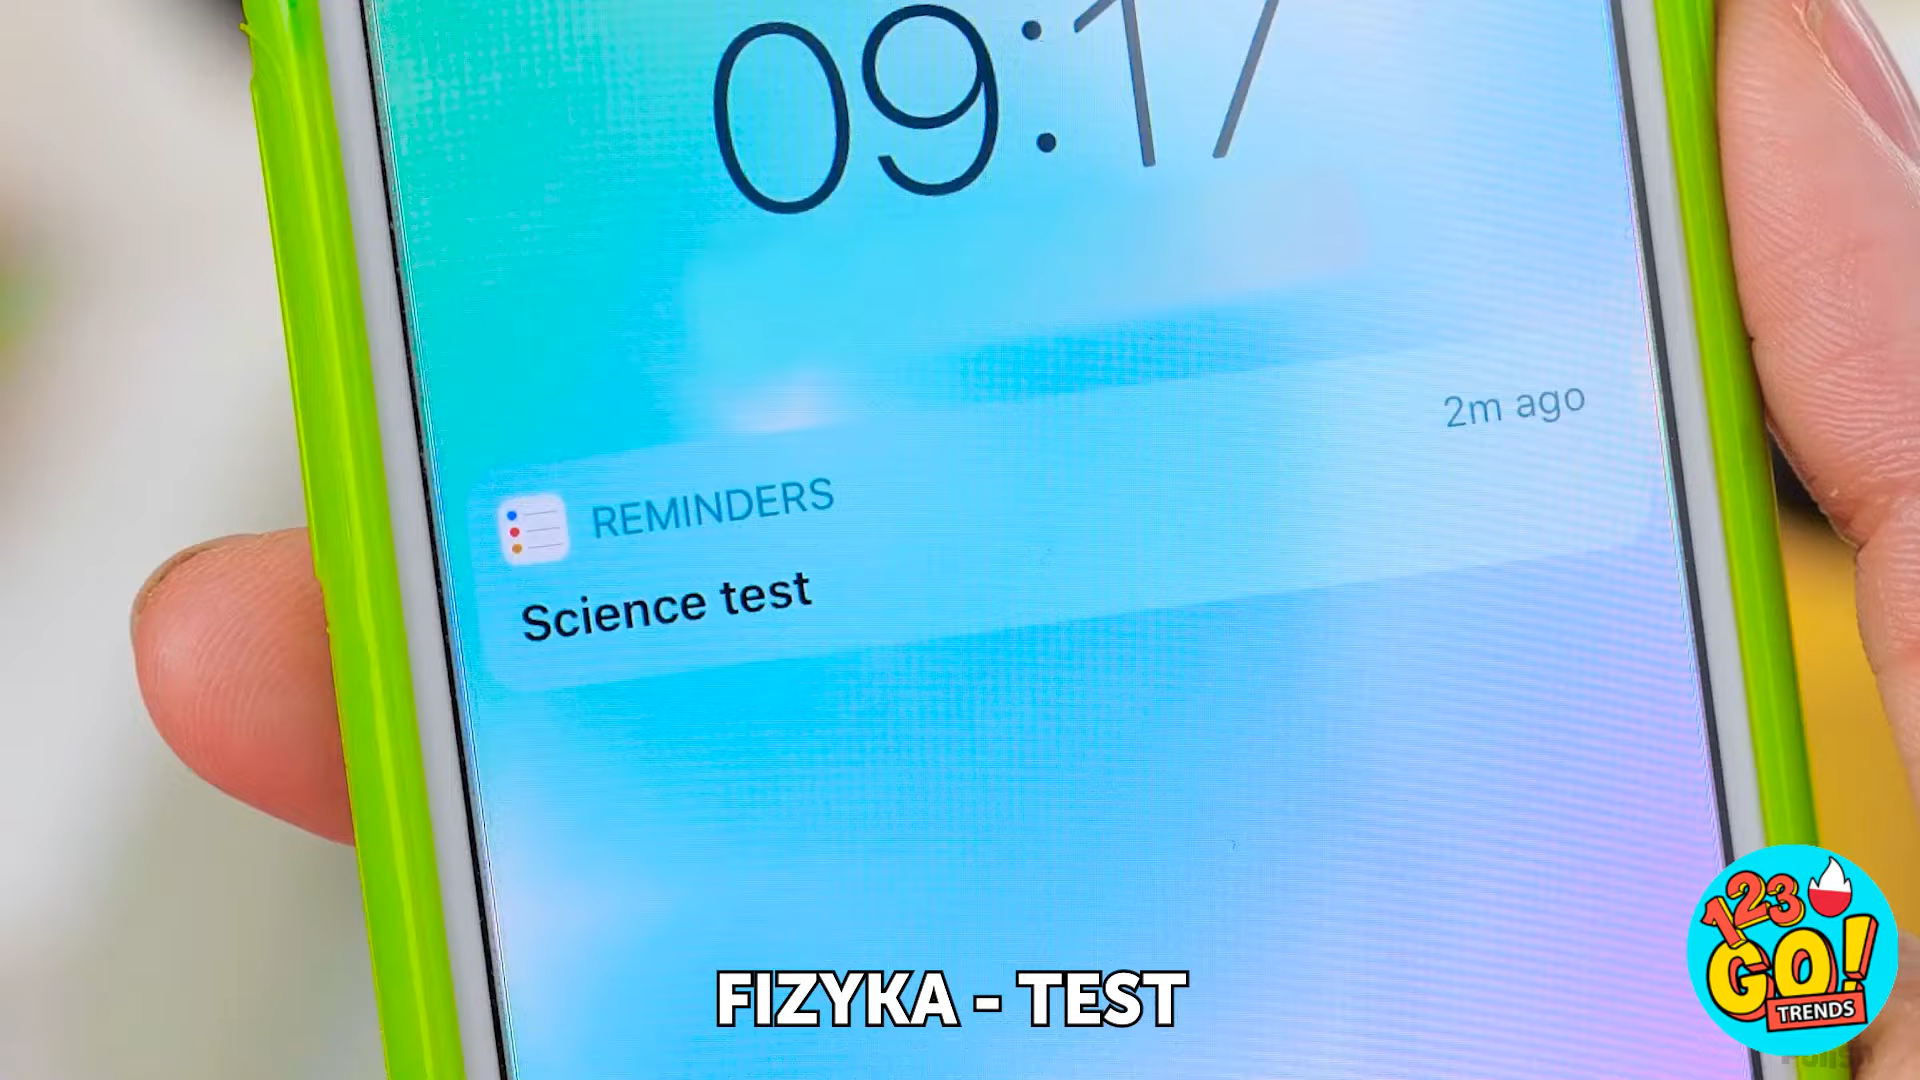 09:17
2m ago
REMINDERS
Science test
FIZYKA - TEST
123
GO!
TRENDS